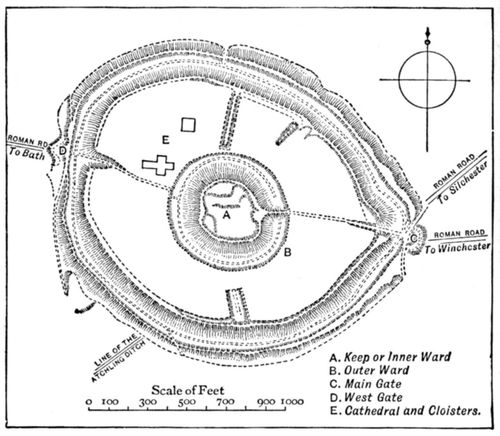 ROMAN RD
To Bath
D
E
A
B
C
ROMAN ROAD
To Silchester
ROMAN ROAD
To Winchester
LINE OF THE
ATCHLING DITCH
A. Keep or Inner Ward
B. Outer Ward
C. Main Gate
D. West Gate
E. Cathedral and Cloisters.
Scale of Feet
0 100 300 500 700 900 1000